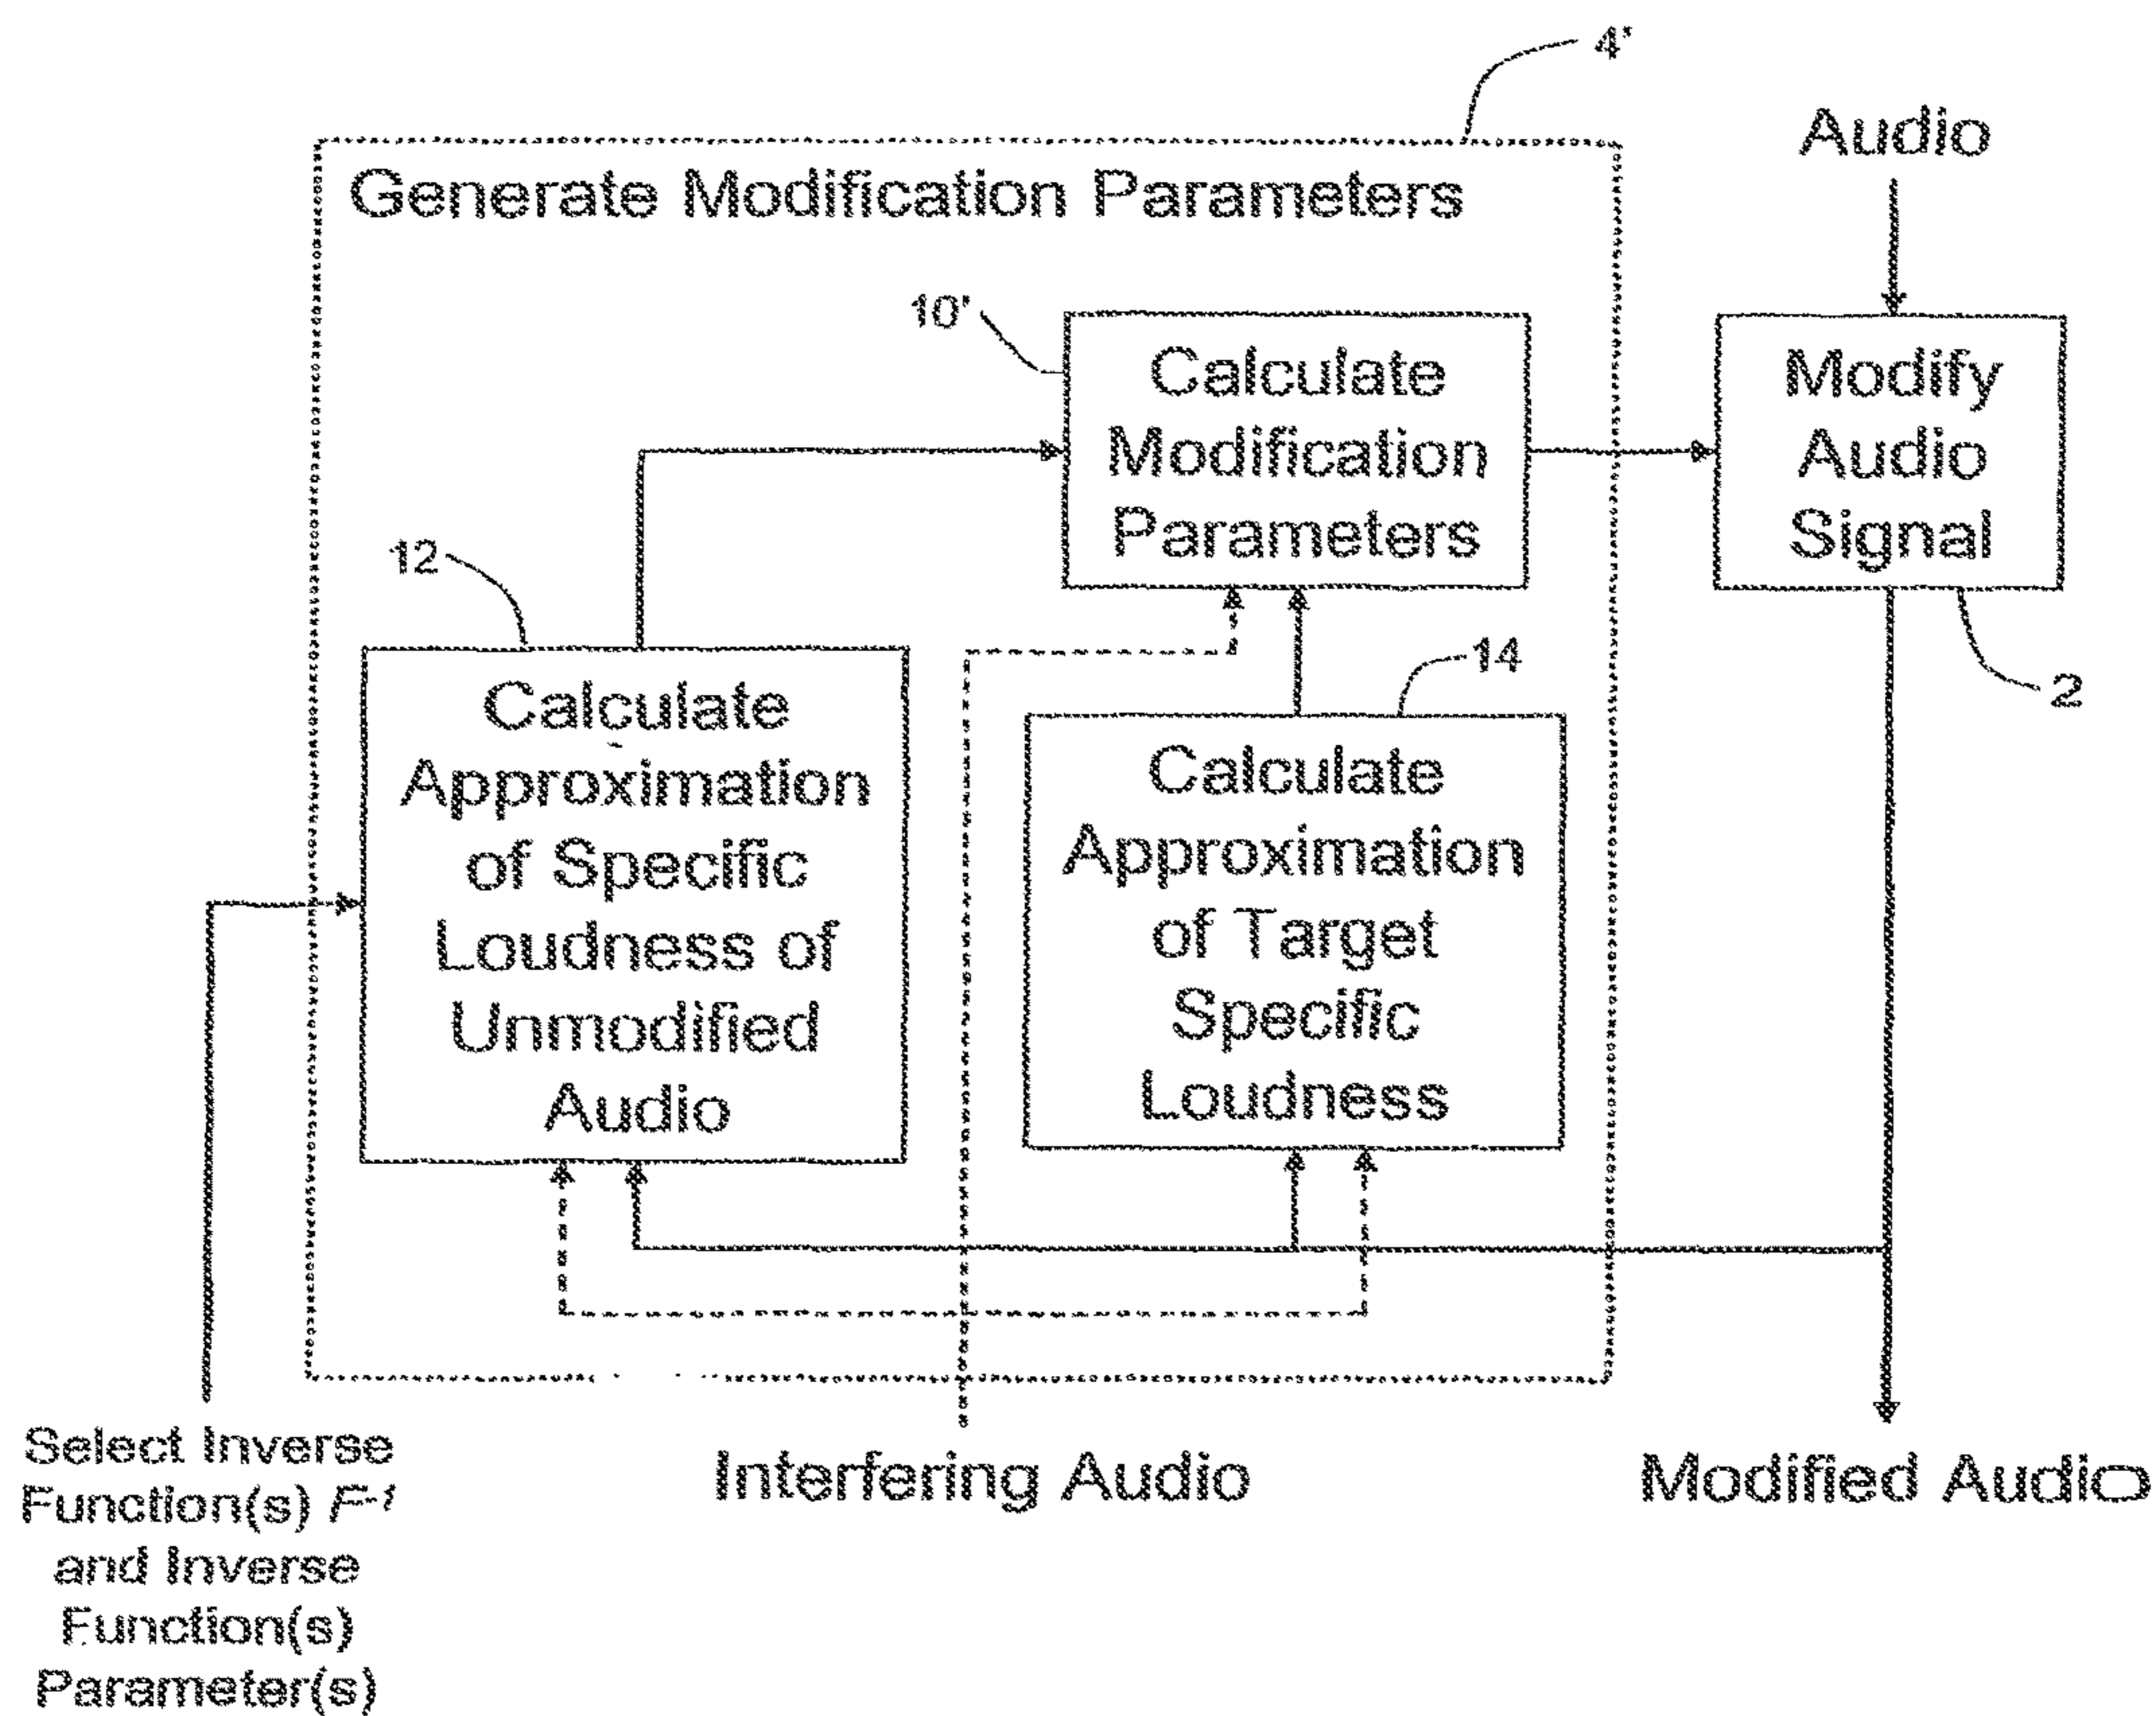 4'
Audio
Generate Modification Parameters
10'
Calculate
Modification
Parameters
Modify
Audio
Signal
12
14
2
Calculate
Approximation
of Specific
Loudness of
Unmodified
Audio
Calculate
Approximation
of Target
Specific
Loudness
Select Inverse
Function(s) F-1
and Inverse
Function(s)
Parameter(s)
Interfering Audio
Modified Audio